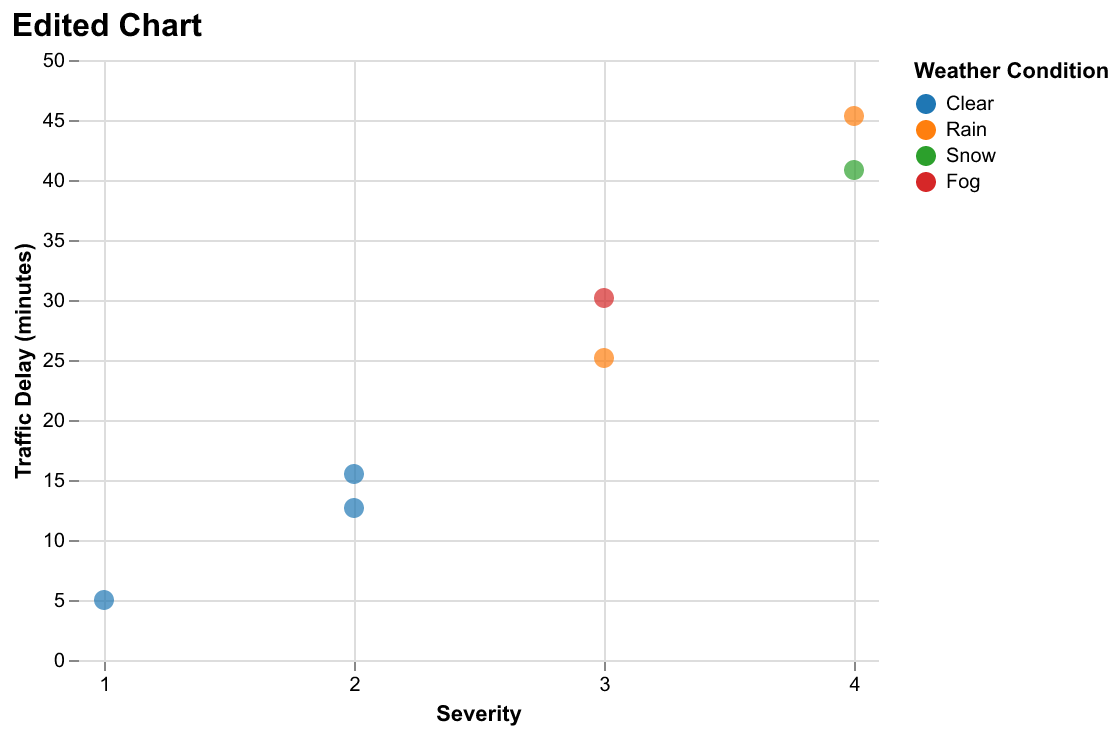 Edited Chart
Traffic Delay (minutes)
50
45
40
35
30
25
20
15
10
5
0
1 2 3 4
Severity
Weather Condition
Clear
Rain
Snow
Fog